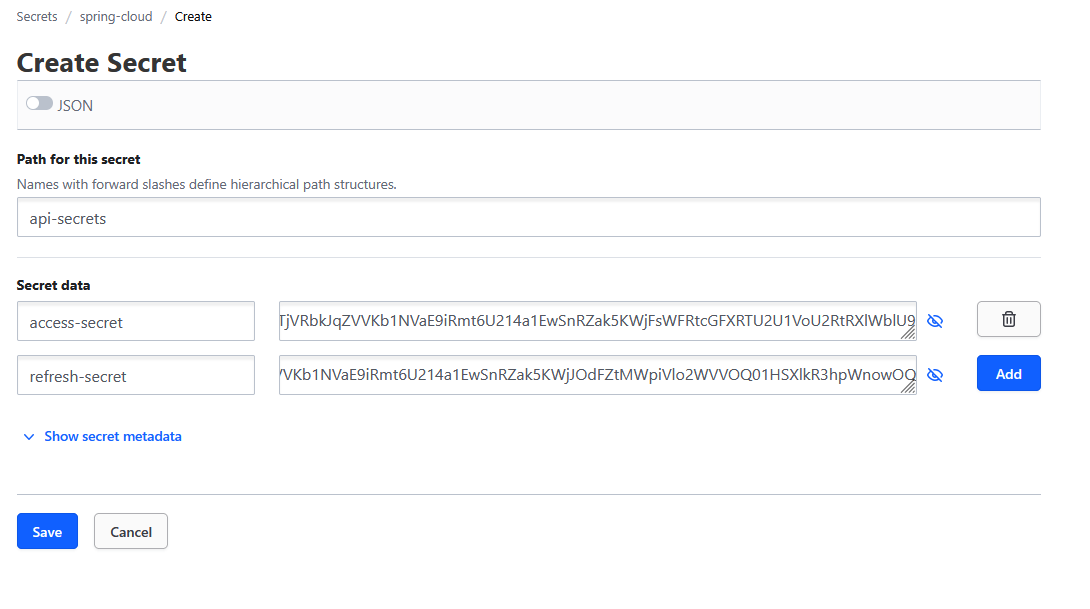 Secrets / spring-cloud / Create
Create Secret
JSON
Path for this secret
Names with forward slashes define hierarchical path structures.
api-secrets
Secret data
access-secret TjVRbkJqZVVKb1NVaE9iRmt6U214a1EwSnRZak5KWjFsWFRtcGFXRTU2U1VoU2RtRXlWblU9
refresh-secret VVKb1NVaE9iRmt6U214a1EwSnRZak5KWjJOdFZtMWpiVlo2WVVOQ01HSXlkR3hpWnowOQ Add
Show secret metadata
Save Cancel